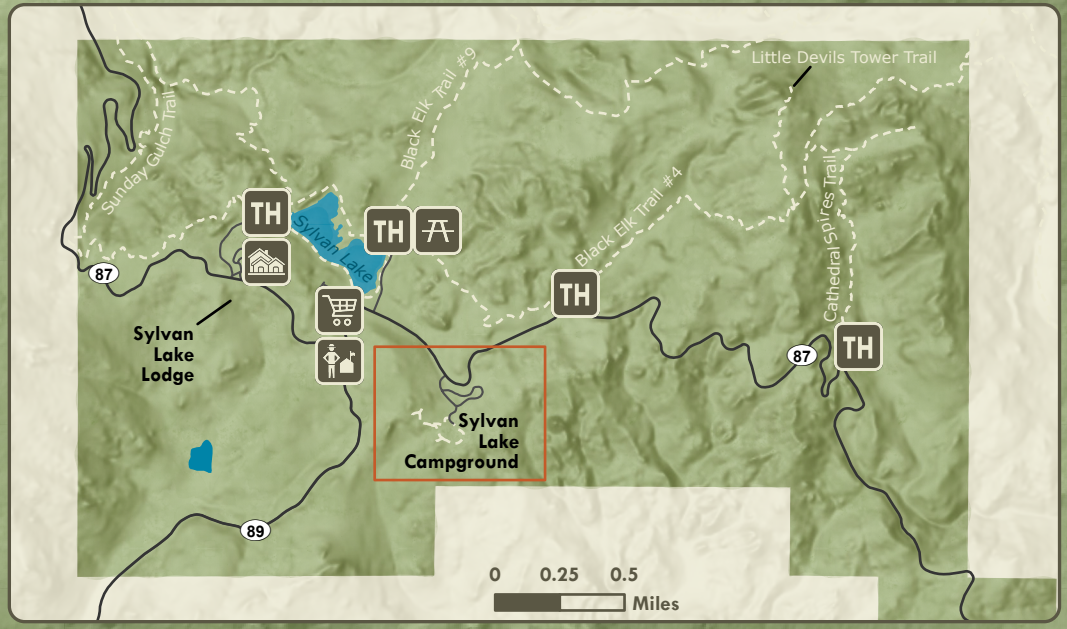 Little Devils Tower Trail
Black Elk Trail #9
Sunday Gulch Trail
Black Elk Trail #4
Cathedral Spires Trail
TH
Sylvan Lake
TH
87
TH
Sylvan
Lake
Lodge
87
TH
Sylvan
Lake
Campground
89
0 0.25 0.5
Miles